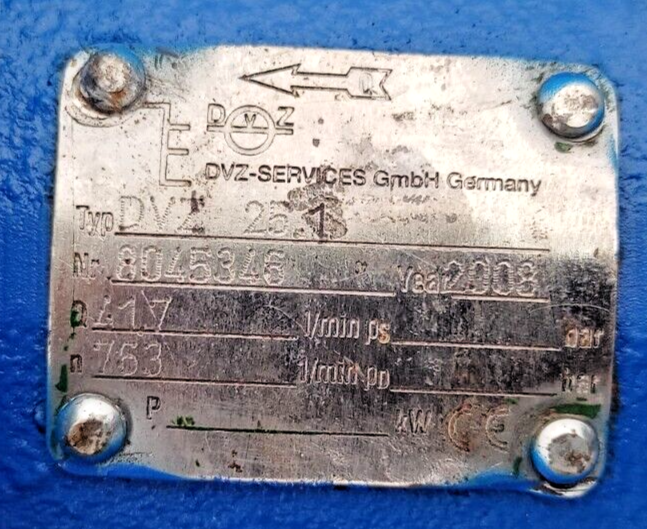 D V Z
DVZ-SERVICES GmbH Germany
Typ DVZ 25.1
Nr. 8045346 Year 2008
Q 417 l/min ps bar
n 763 1/min pp bar
P kW CE